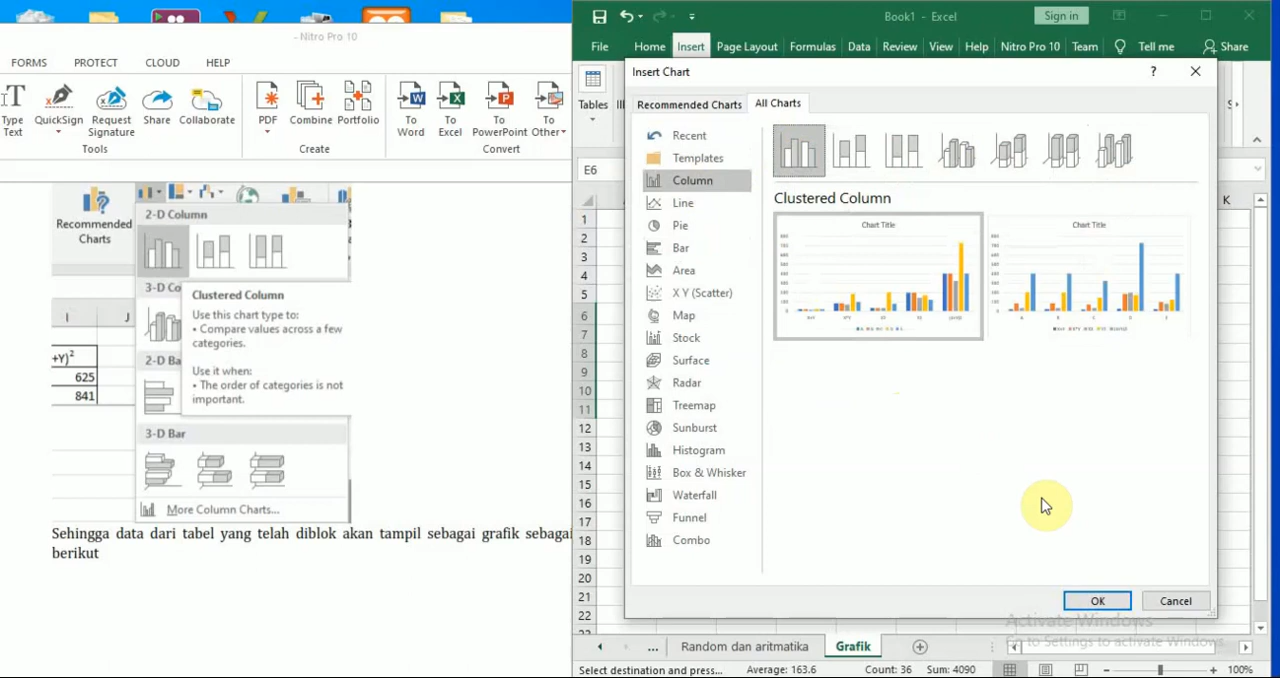 - Nitro Pro 10
FORMS PROTECT CLOUD HELP
Type Text
QuickSign
Request Signature
Share
Collaborate
PDF
Combine
Portfolio
To Word
To Excel
To PowerPoint
To Other
Tools
Create
Convert
Recommended Charts
2-D Column
3-D Co
Clustered Column
Use this chart type to:
• Compare values across a few
categories.
Use it when:
• The order of categories is not
important.
2-D Ba
3-D Bar
More Column Charts...
I J
+Y)²
625
841
Sehingga data dari tabel yang telah diblok akan tampil sebagai grafik sebagai
berikut
Book1 - Excel
Sign in
File Home Insert Page Layout Formulas Data Review View Help Nitro Pro 10 Team Tell me Share
Tables
E6
K
1
2
3
4
5
6
7
8
9
10
11
12
13
14
15
16
17
18
19
20
21
22
Insert Chart
?
Recommended Charts All Charts
Recent
Templates
Column
Line
Pie
Bar
Area
X Y (Scatter)
Map
Stock
Surface
Radar
Treemap
Sunburst
Histogram
Box & Whisker
Waterfall
Funnel
Combo
Clustered Column
Chart Title
Chart Title
OK Cancel
Activate Windows
Go to Settings to activate Windows.
... Random dan aritmatika Grafik
Select destination and press... Average: 163.6 Count: 36 Sum: 4090 100%